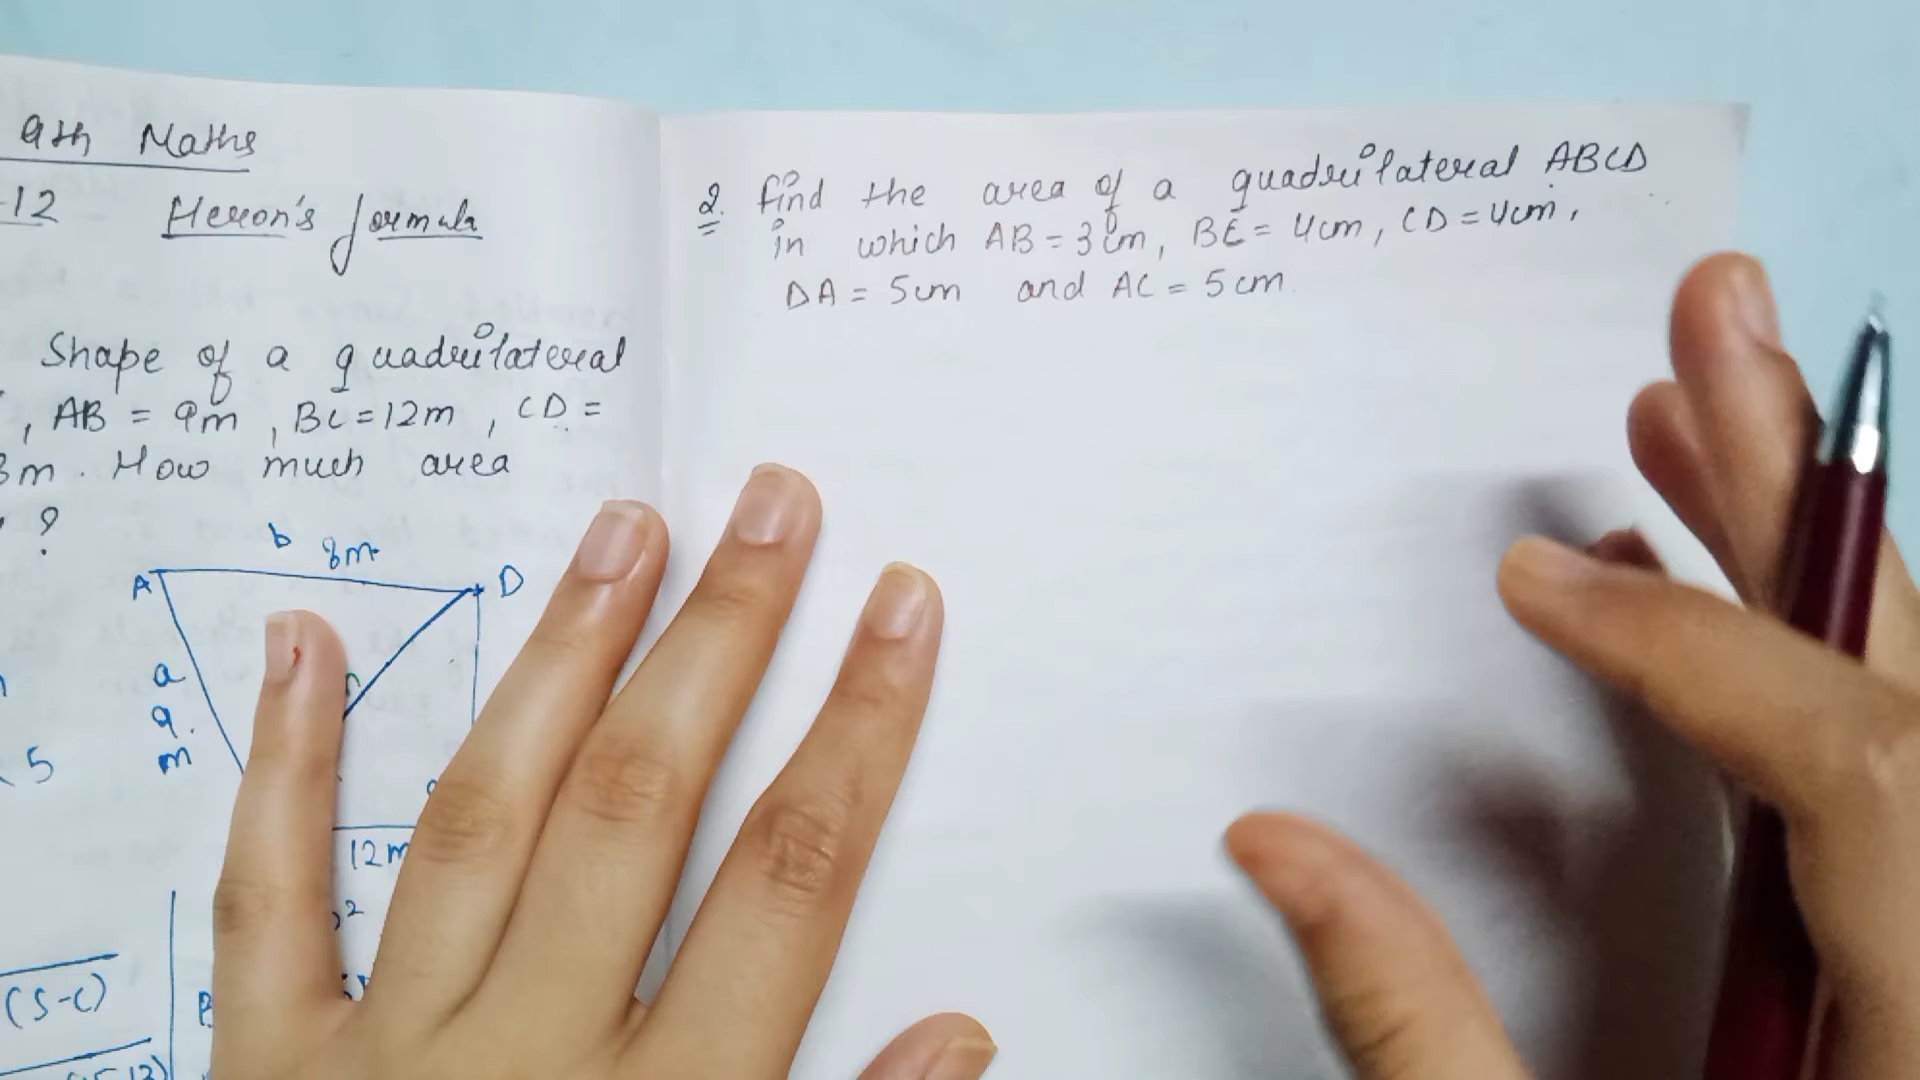 9th Maths
-12 Heron's formula
Shape of a quadrilateral
, AB = 9m , BC = 12m , CD =
8m . How much area
?
b 8m
A D
a
9.
m
5
12m
2
(S-C)
B
2. find the area of a quadrilateral ABCD
in which AB = 3cm, BC = 4cm, CD = 4cm,
DA = 5cm and AC = 5cm.